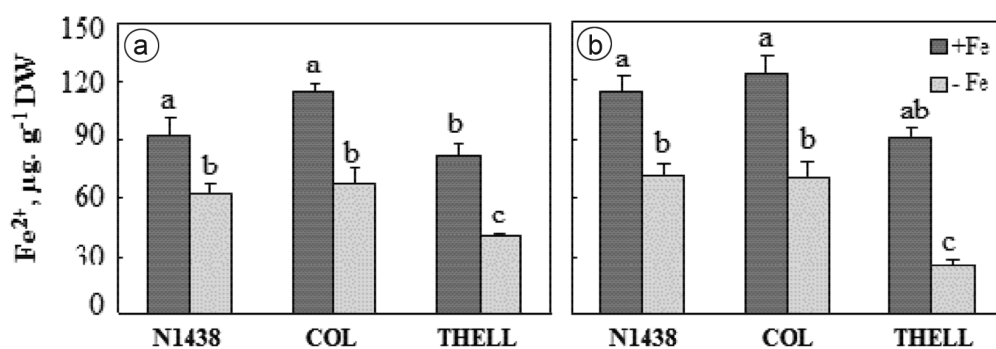 Fe²⁺, µg. g⁻¹ DW
150
120
90
60
30
0
a
a
b
a
b
b
b
c
N1438
COL
THELL
b
+Fe
- Fe
a
b
a
b
ab
c
N1438
COL
THELL